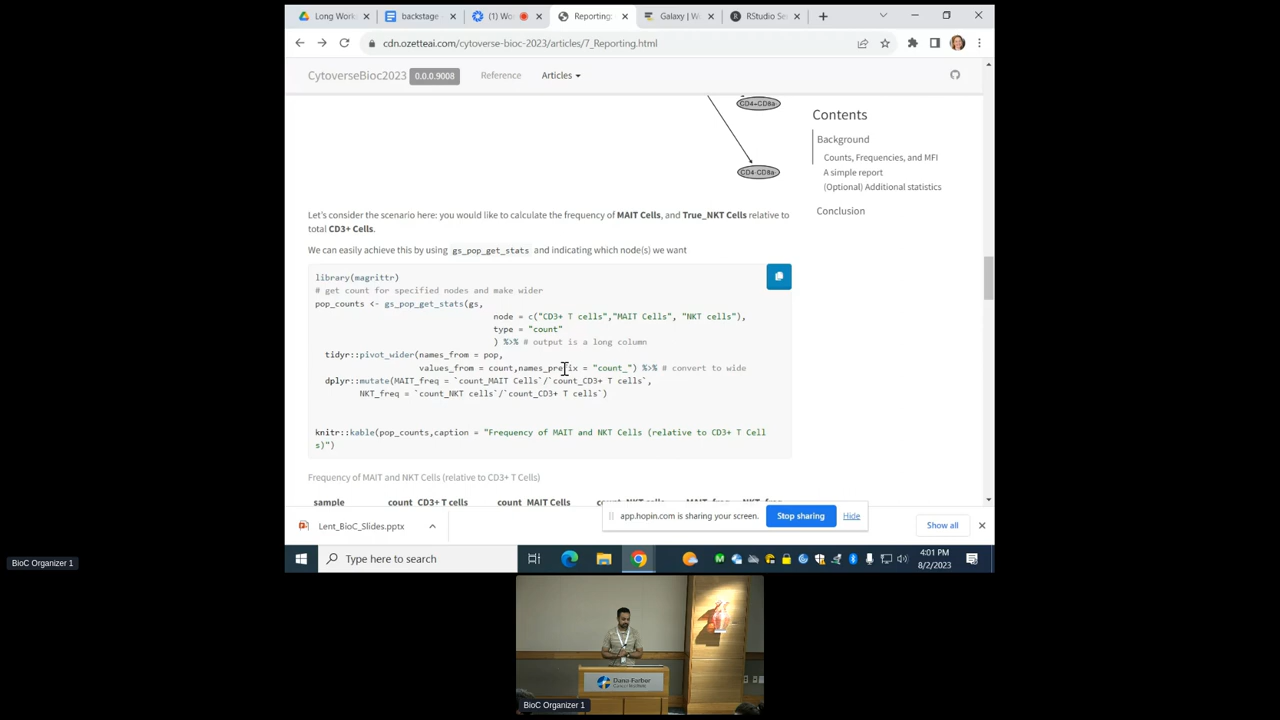 Long Work
backstage
(1) Wor
Reporting:
Galaxy | W
RStudio Se
cdn.ozetteai.com/cytoverse-bioc-2023/articles/7_Reporting.html
CytoverseBioc2023 0.0.0.9008 Reference Articles
CD4+CD8a-
CD4-CD8a-
Contents
Background
Counts, Frequencies, and MFI
A simple report
(Optional) Additional statistics
Conclusion
Let's consider the scenario here: you would like to calculate the frequency of MAIT Cells, and True_NKT Cells relative to
total CD3+ Cells.
We can easily achieve this by using gs_pop_get_stats and indicating which node(s) we want
library(magrittr)
# get count for specified nodes and make wider
pop_counts <- gs_pop_get_stats(gs,
node = c("CD3+ T cells","MAIT Cells", "NKT cells"),
type = "count"
) %>% # output is a long column
tidyr::pivot_wider(names_from = pop,
values_from = count,names_prefix = "count_") %>% # convert to wide
dplyr::mutate(MAIT_freq = `count_MAIT Cells`/`count_CD3+ T cells`,
NKT_freq = `count_NKT cells`/`count_CD3+ T cells`)
knitr::kable(pop_counts,caption = "Frequency of MAIT and NKT Cells (relative to CD3+ T Cell
s)")
Frequency of MAIT and NKT Cells (relative to CD3+ T Cells)
sample count_CD3+ T cells count_MAIT Cells
app.hopin.com is sharing your screen. Stop sharing Hide
Lent_BioC_Slides.pptx
Show all
Type here to search
4:01 PM
8/2/2023
BioC Organizer 1
Dana-Farber
Cancer Institute
BioC Organizer 1